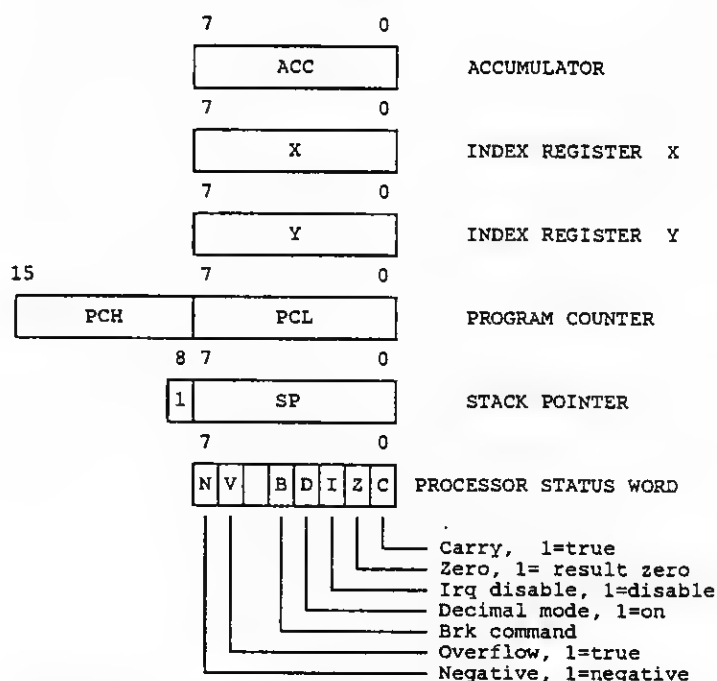 7 0
ACC ACCUMULATOR
7 0
X INDEX REGISTER X
7 0
Y INDEX REGISTER Y
15 7 0
PCH PCL PROGRAM COUNTER
8 7 0
1 SP STACK POINTER
7 0
N V B D I Z C PROCESSOR STATUS WORD
Carry, 1=true
Zero, 1= result zero
Irq disable, 1=disable
Decimal mode, 1=on
Brk command
Overflow, 1=true
Negative, 1=negative